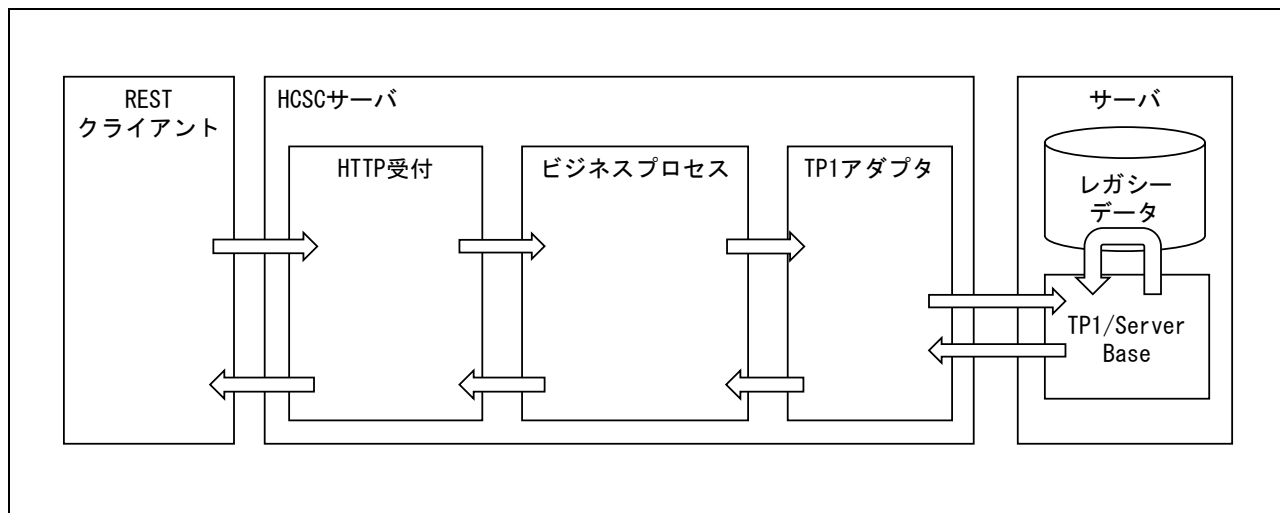 REST
クライアント
HCSCサーバ
HTTP受付
ビジネスプロセス
TP1アダプタ
サーバ
レガシー
データ
TP1/Server
Base